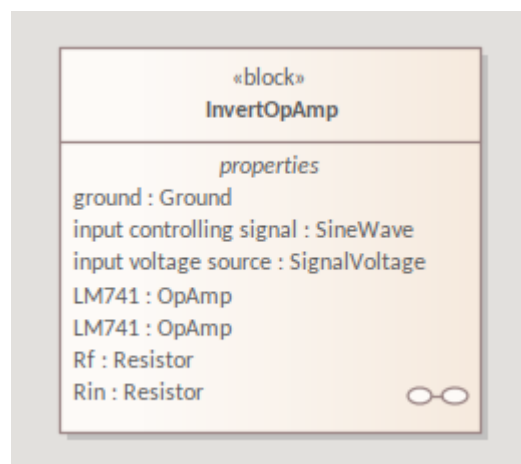 «block»
InvertOpAmp
properties
ground : Ground
input controlling signal : SineWave
input voltage source : SignalVoltage
LM741 : OpAmp
LM741 : OpAmp
Rf : Resistor
Rin : Resistor